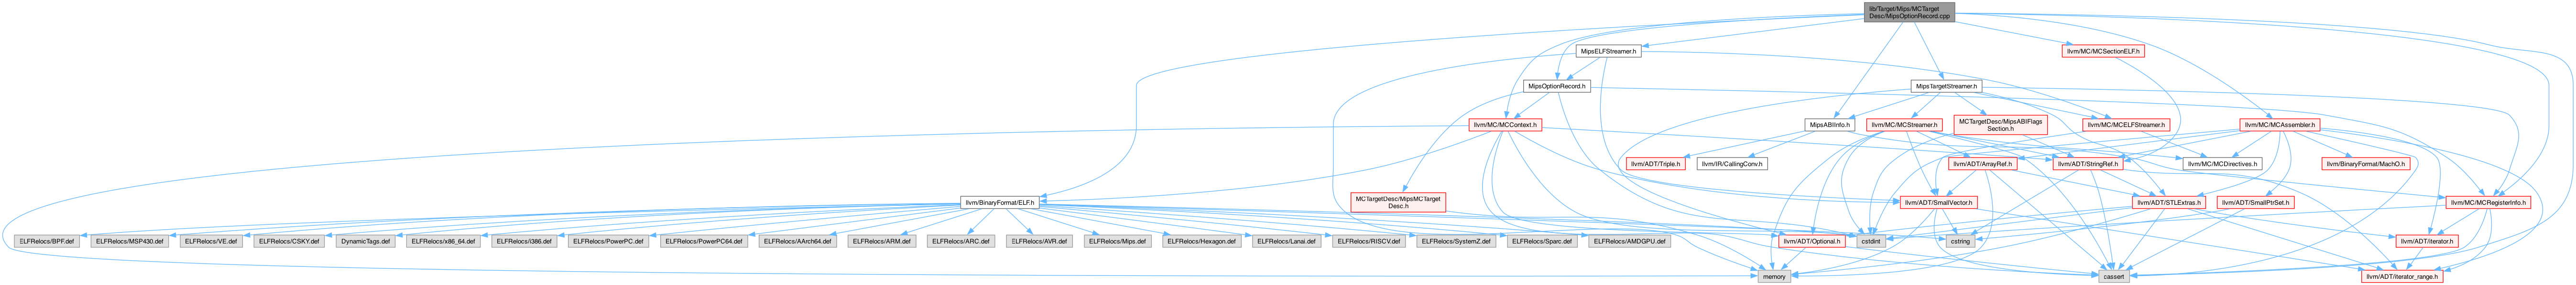 lib/Target/Mips/MCTarget
Desc/MipsOptionRecord.cpp
MipsELFStreamer.h
llvm/MC/MCSectionELF.h
MipsOptionRecord.h
MipsTargetStreamer.h
llvm/MC/MCContext.h
MipsABIInfo.h
llvm/MC/MCStreamer.h
MCTargetDesc/MipsABIFlags
Section.h
llvm/MC/MCELFStreamer.h
llvm/MC/MCAssembler.h
llvm/ADT/Triple.h
llvm/IR/CallingConv.h
llvm/ADT/ArrayRef.h
llvm/ADT/StringRef.h
llvm/MC/MCDirectives.h
llvm/BinaryFormat/MachO.h
llvm/BinaryFormat/ELF.h
MCTargetDesc/MipsMCTarget
Desc.h
llvm/ADT/SmallVector.h
llvm/ADT/STLExtras.h
llvm/ADT/SmallPtrSet.h
llvm/MC/MCRegisterInfo.h
ELFRelocs/BPF.def
ELFRelocs/MSP430.def
ELFRelocs/VE.def
ELFRelocs/CSKY.def
DynamicTags.def
ELFRelocs/x86_64.def
ELFRelocs/i386.def
ELFRelocs/PowerPC.def
ELFRelocs/PowerPC64.def
ELFRelocs/AArch64.def
ELFRelocs/ARM.def
ELFRelocs/ARC.def
ELFRelocs/AVR.def
ELFRelocs/Mips.def
ELFRelocs/Hexagon.def
ELFRelocs/Lanai.def
ELFRelocs/RISCV.def
ELFRelocs/SystemZ.def
ELFRelocs/Sparc.def
ELFRelocs/AMDGPU.def
llvm/ADT/Optional.h
cstdint
cstring
llvm/ADT/iterator.h
memory
cassert
llvm/ADT/iterator_range.h